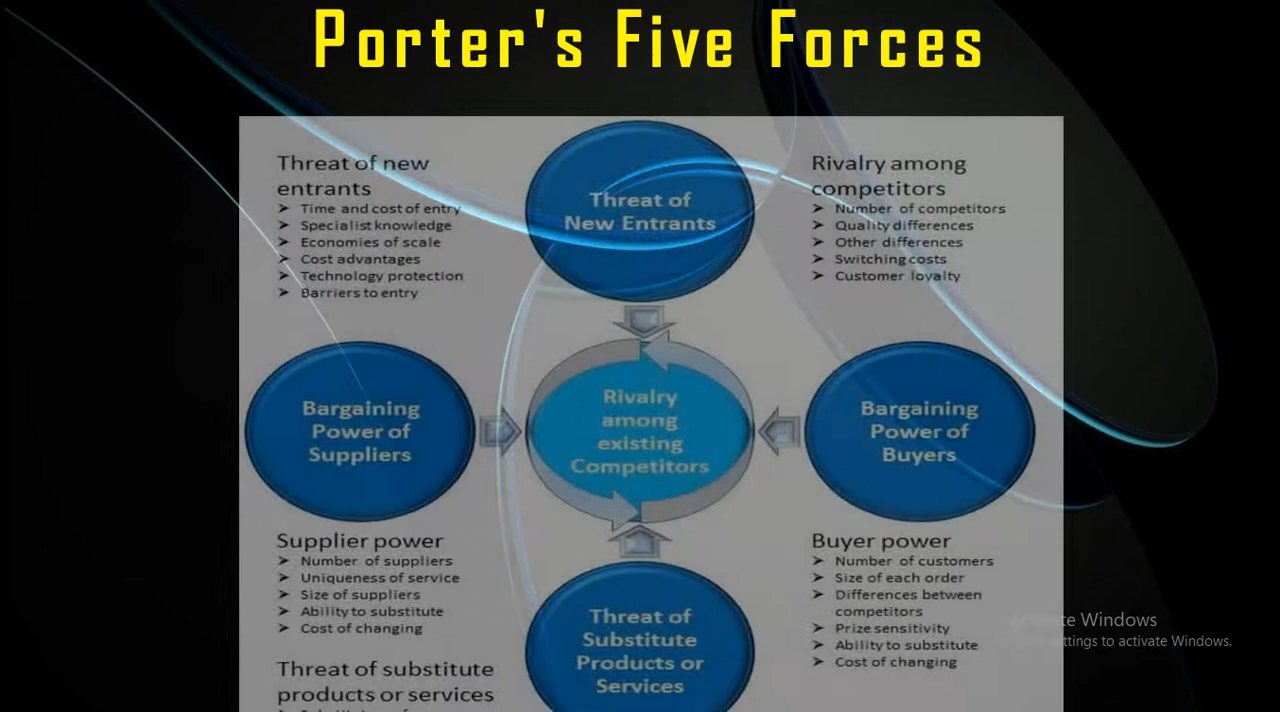 Porter's Five Forces
Threat of new
entrants
➤ Time and cost of entry
➤ Specialist knowledge
➤ Economies of scale
➤ Cost advantages
➤ Technology protection
➤ Barriers to entry
Threat of
New Entrants
Rivalry among
competitors
➤ Number of competitors
➤ Quality differences
➤ Other differences
➤ Switching costs
➤ Customer loyalty
Bargaining
Power of
Suppliers
Rivalry
among
existing
Competitors
Bargaining
Power of
Buyers
Supplier power
➤ Number of suppliers
➤ Uniqueness of service
➤ Size of suppliers
➤ Ability to substitute
➤ Cost of changing
Threat of substitute
products or services
Threat of
Substitute
Products or
Services
Buyer power
➤ Number of customers
➤ Size of each order
➤ Differences between
competitors
➤ Prize sensitivity
➤ Ability to substitute
➤ Cost of changing
Windows
to activate Windows.